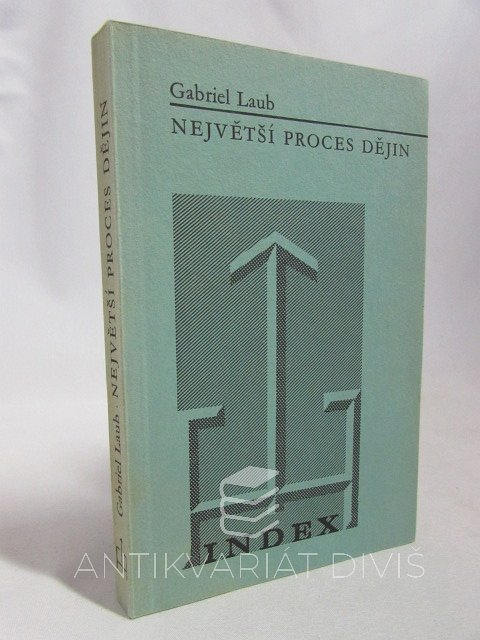 Gabriel Laub
NEJVĚTŠÍ PROCES DĚJIN
INDEX
Gabriel Laub · NEJVĚTŠÍ PROCES DĚJIN
ANTIKVARIÁT DIVIŠ